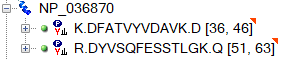 NP_036870
K.DFATVYVDAVK.D [36, 46]
R.DYVSQFESSTLGK.Q [51, 63]